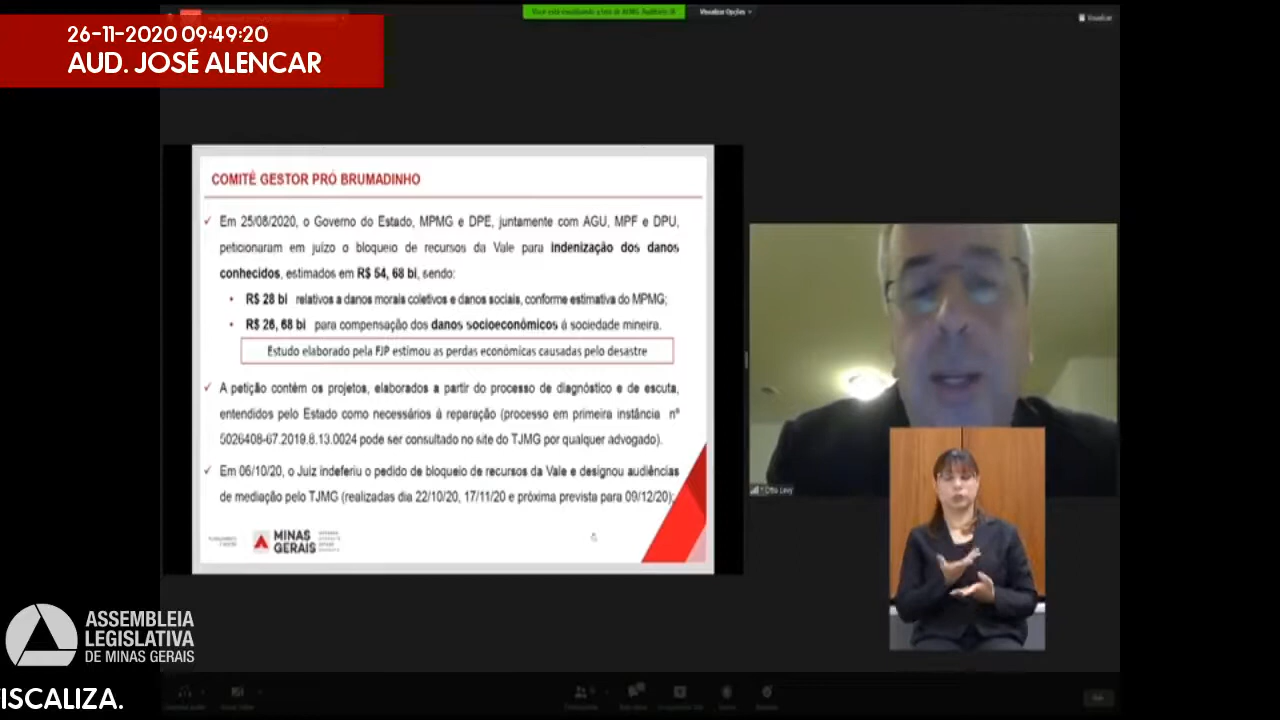 26-11-2020 09:49:20
AUD. JOSÉ ALENCAR
Visualizar Opções
Visualizar
COMITÊ GESTOR PRÓ BRUMADINHO
✓ Em 25/08/2020, o Governo do Estado, MPMG e DPE, juntamente com AGU, MPF e DPU,
peticionaram em juízo o bloqueio de recursos da Vale para indenização dos danos
conhecidos, estimados em R$ 54, 68 bi, sendo:
• R$ 28 bi relativos a danos morais coletivos e danos sociais, conforme estimativa do MPMG;
• R$ 26, 68 bi para compensação dos danos socioeconômicos à sociedade mineira.
Estudo elaborado pela FJP estimou as perdas econômicas causadas pelo desastre
✓ A petição contém os projetos, elaborados a partir do processo de diagnóstico e de escuta,
entendidos pelo Estado como necessários à reparação (processo em primeira instância nº
5026408-67.2019.8.13.0024 pode ser consultado no site do TJMG por qualquer advogado).
✓ Em 06/10/20, o Juiz indeferiu o pedido de bloqueio de recursos da Vale e designou audiências
de mediação pelo TJMG (realizadas dia 22/10/20, 17/11/20 e próxima prevista para 09/12/20);
MINAS
GERAIS
Otto Levy
ASSEMBLEIA
LEGISLATIVA
DE MINAS GERAIS
ISCALIZA.